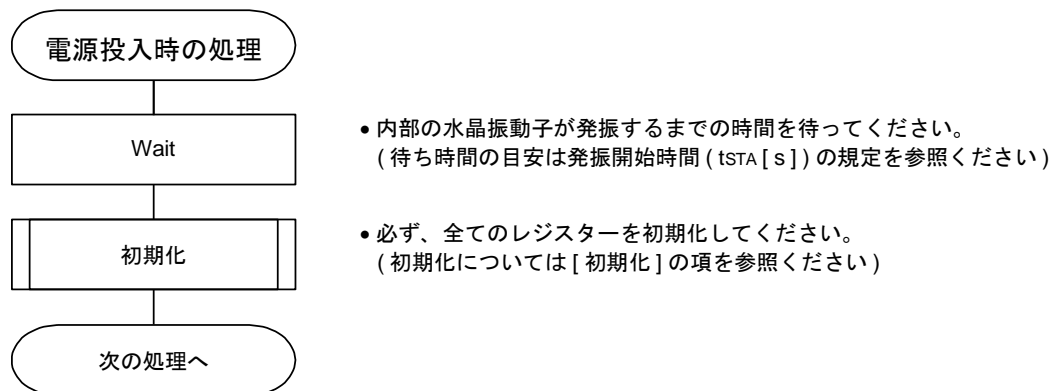 電源投入時の処理
Wait
• 内部の水晶振動子が発振するまでの時間を待ってください。
( 待ち時間の目安は発振開始時間 ( tSTA [ s ] ) の規定を参照ください )
初期化
• 必ず、全てのレジスターを初期化してください。
( 初期化については [ 初期化 ] の項を参照ください )
次の処理へ